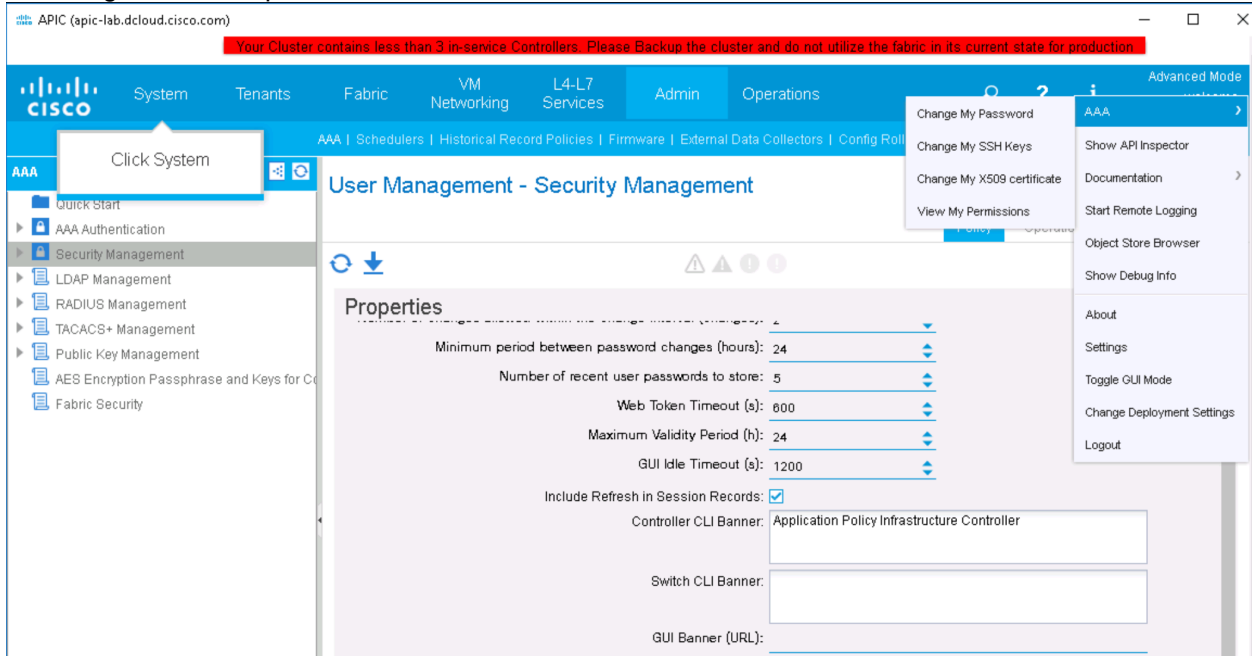 APIC (apic-lab.dcloud.cisco.com)
Your Cluster contains less than 3 in-service Controllers. Please Backup the cluster and do not utilize the fabric in its current state for production
Advanced Mode
CISCO
System
Tenants
Fabric
VM Networking
L4-L7 Services
Admin
Operations
AAA | Schedulers | Historical Record Policies | Firmware | External Data Collectors | Config Roll
Click System
AAA
Quick Start
AAA Authentication
Security Management
LDAP Management
RADIUS Management
TACACS+ Management
Public Key Management
AES Encryption Passphrase and Keys for Co
Fabric Security
User Management - Security Management
Policy
Properties
Minimum period between password changes (hours): 24
Number of recent user passwords to store: 5
Web Token Timeout (s): 600
Maximum Validity Period (h): 24
GUI Idle Timeout (s): 1200
Include Refresh in Session Records:
Controller CLI Banner: Application Policy Infrastructure Controller
Switch CLI Banner:
GUI Banner (URL):
Change My Password
Change My SSH Keys
Change My X509 certificate
View My Permissions
AAA
Show API Inspector
Documentation
Start Remote Logging
Object Store Browser
Show Debug Info
About
Settings
Toggle GUI Mode
Change Deployment Settings
Logout